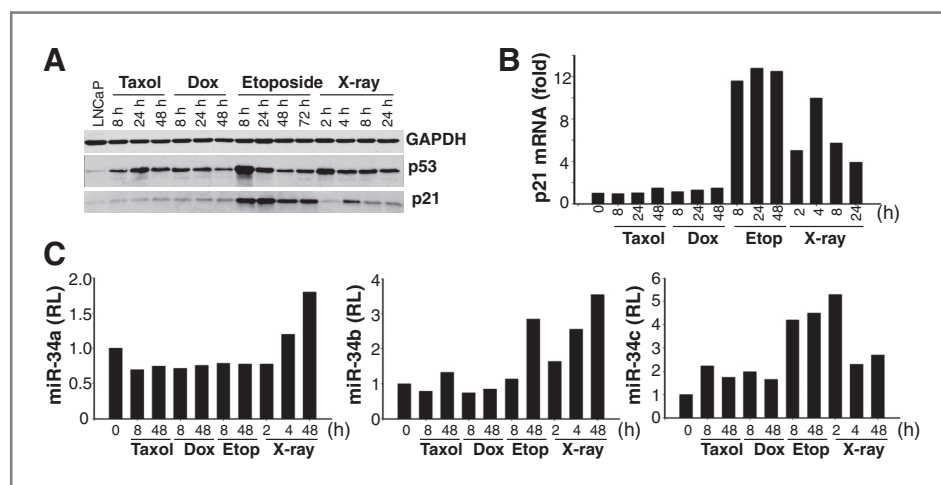 A
Taxol Dox Etoposide X-ray
LNCaP 8 h 24 h 48 h 8 h 24 h 48 h 8 h 24 h 48 h 72 h 2 h 4 h 8 h 24 h
GAPDH
p53
p21
B
p21 mRNA (fold)
12
8
4
0
0 8 24 48 8 24 48 8 24 48 2 4 8 24 (h)
Taxol Dox Etop X-ray
C
miR-34a (RL)
2.0
1.5
1.0
0.5
0
0 8 48 8 48 8 48 2 4 48 (h)
Taxol Dox Etop X-ray
miR-34b (RL)
4
3
2
1
0
0 8 48 8 48 8 48 2 4 48 (h)
Taxol Dox Etop X-ray
miR-34c (RL)
6
5
4
3
2
1
0
0 8 48 8 48 8 48 2 4 48 (h)
Taxol Dox Etop X-ray